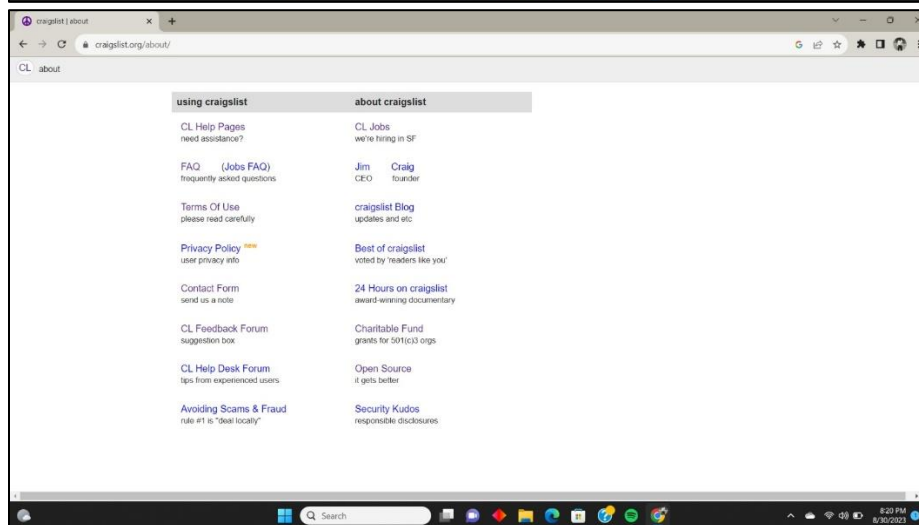 craigslist | about
craigslist.org/about/
CL about
using craigslist about craigslist
CL Help Pages CL Jobs
need assistance? we're hiring in SF
FAQ (Jobs FAQ) Jim Craig
frequently asked questions CEO founder
Terms Of Use craigslist Blog
please read carefully updates and etc
Privacy Policy new Best of craigslist
user privacy info voted by 'readers like you'
Contact Form 24 Hours on craigslist
send us a note award-winning documentary
CL Feedback Forum Charitable Fund
suggestion box grants for 501(c)3 orgs
CL Help Desk Forum Open Source
tips from experienced users it gets better
Avoiding Scams & Fraud Security Kudos
rule #1 is "deal locally" responsible disclosures
Search
8:20 PM